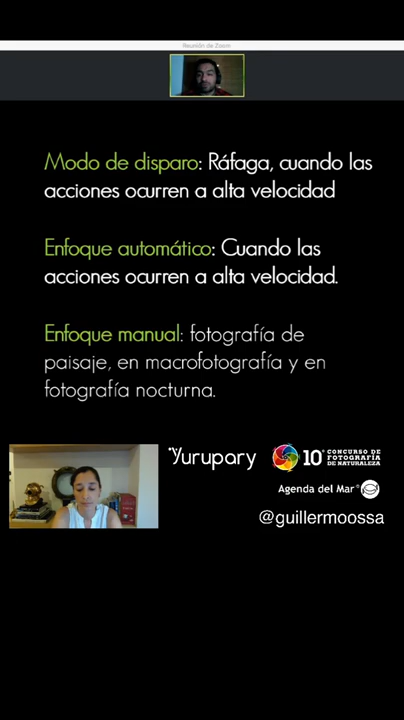 Reunión de Zoom
Modo de disparo: Ráfaga, cuando las
acciones ocurren a alta velocidad
Enfoque automático: Cuando las
acciones ocurren a alta velocidad.
Enfoque manual: fotografía de
paisaje, en macrofotografía y en
fotografía nocturna.
Yurupary
10° CONCURSO DE
FOTOGRAFÍA
DE NATURALEZA
Agenda del Mar
@guillermoossa